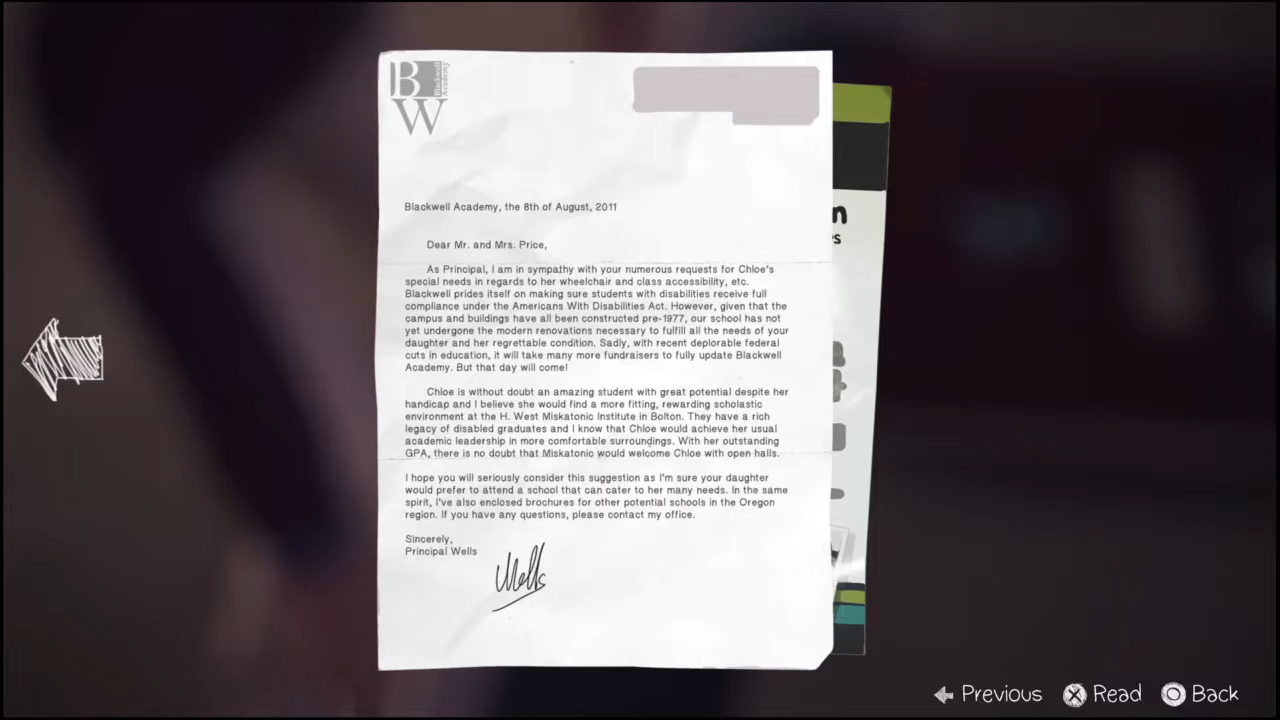 BW
Blackwell Academy
Blackwell Academy, the 8th of August, 2011
Dear Mr. and Mrs. Price,
As Principal, I am in sympathy with your numerous requests for Chloe's
special needs in regards to her wheelchair and class accessibility, etc.
Blackwell prides itself on making sure students with disabilities receive full
compliance under the Americans With Disabilities Act. However, given that the
campus and buildings have all been constructed pre-1977, our school has not
yet undergone the modern renovations necessary to fulfill all the needs of your
daughter and her regrettable condition. Sadly, with recent deplorable federal
cuts in education, it will take many more fundraisers to fully update Blackwell
Academy. But that day will come!
Chloe is without doubt an amazing student with great potential despite her
handicap and I believe she would find a more fitting, rewarding scholastic
environment at the H. West Miskatonic Institute in Bolton. They have a rich
legacy of disabled graduates and I know that Chloe would achieve her usual
academic leadership in more comfortable surroundings. With her outstanding
GPA, there is no doubt that Miskatonic would welcome Chloe with open halls.
I hope you will seriously consider this suggestion as I'm sure your daughter
would prefer to attend a school that can cater to her many needs. In the same
spirit, I've also enclosed brochures for other potential schools in the Oregon
region. If you have any questions, please contact my office.
Sincerely,
Principal Wells
Wells
n
s
Previous Read Back